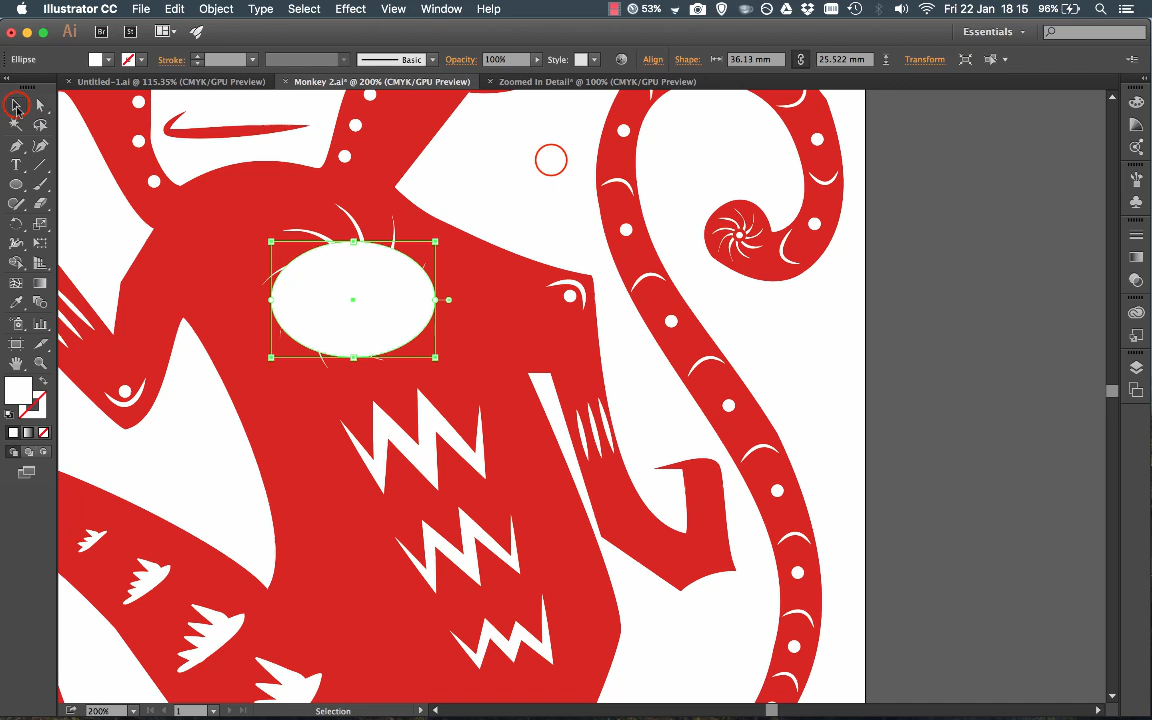 Illustrator CC File Edit Object Type Select Effect View Window Help 53% Fri 22 Jan 18 15 96%
Ai Br St Essentials
Ellipse Stroke: Basic Opacity: 100% Style: Align Shape: 36.13 mm 25.522 mm Transform
× Untitled-1.ai @ 115.35% (CMYK/GPU Preview) × Monkey 2.ai* @ 200% (CMYK/GPU Preview) × Zoomed In Detail* @ 100% (CMYK/GPU Preview)
T
200% 1 Selection